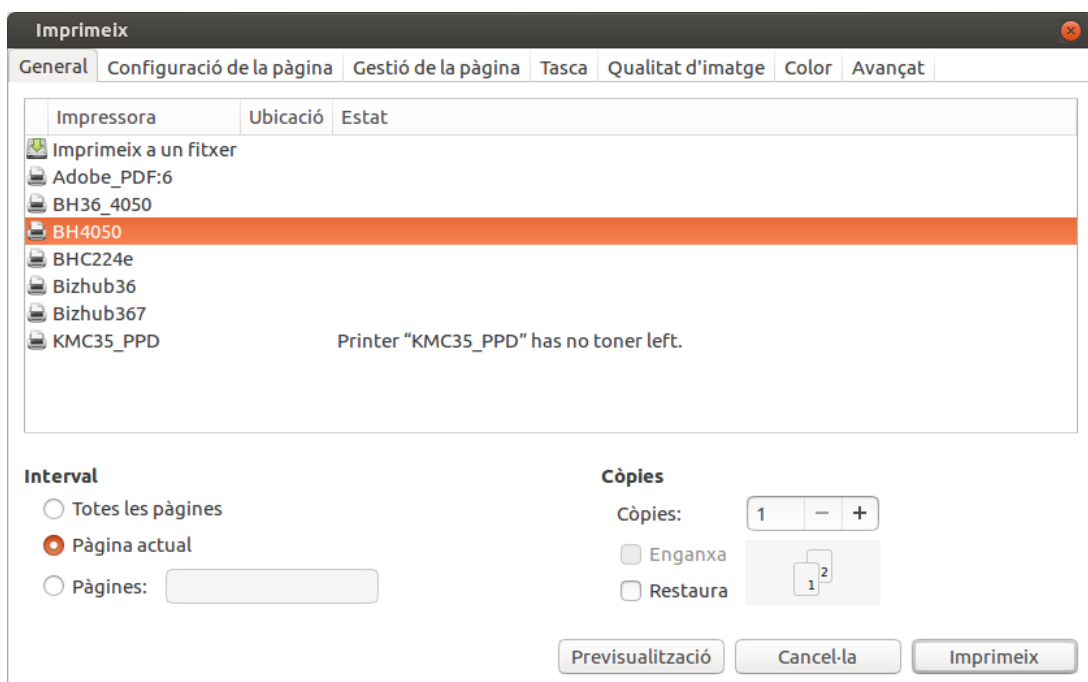 Imprimeix
General Configuració de la pàgina Gestió de la pàgina Tasca Qualitat d'imatge Color Avançat
Impressora Ubicació Estat
Imprimeix a un fitxer
Adobe_PDF:6
BH36_4050
BH4050
BHC224e
Bizhub36
Bizhub367
KMC35_PPD Printer “KMC35_PPD” has no toner left.
Interval
Totes les pàgines
Pàgina actual
Pàgines:
Còpies
Còpies: 1 − +
Enganxa
Restaura
1 2
Previsualització Cancel·la Imprimeix